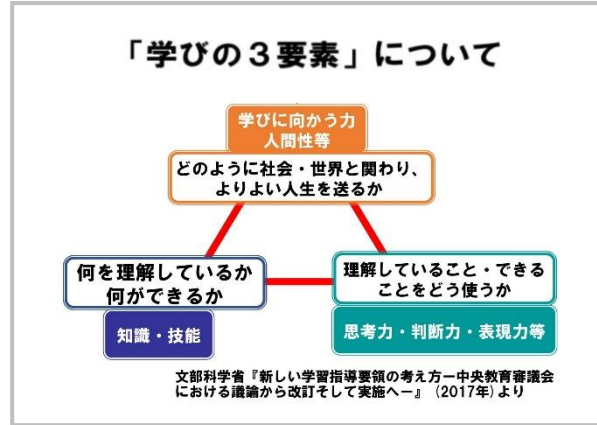 「学びの３要素」について
学びに向かう力
人間性等
どのように社会・世界と関わり、
よりよい人生を送るか
何を理解しているか
何ができるか
知識・技能
理解していること・できる
ことをどう使うか
思考力・判断力・表現力等
文部科学省『新しい学習指導要領の考え方ー中央教育審議会
における議論から改訂そして実施へー』（2017年）より